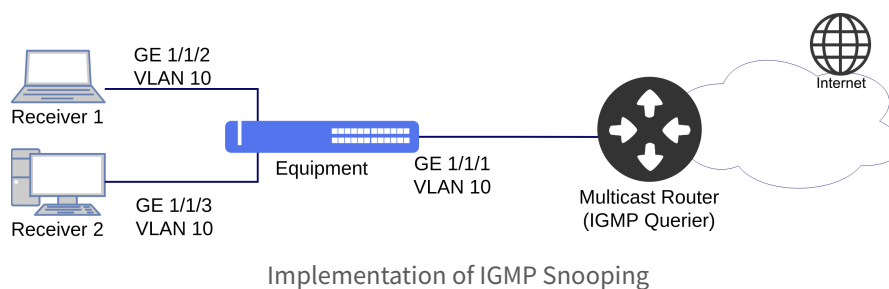 GE 1/1/2
VLAN 10
Receiver 1
Equipment
GE 1/1/1
VLAN 10
Receiver 2
GE 1/1/3
VLAN 10
Multicast Router
(IGMP Querier)
Internet
Implementation of IGMP Snooping